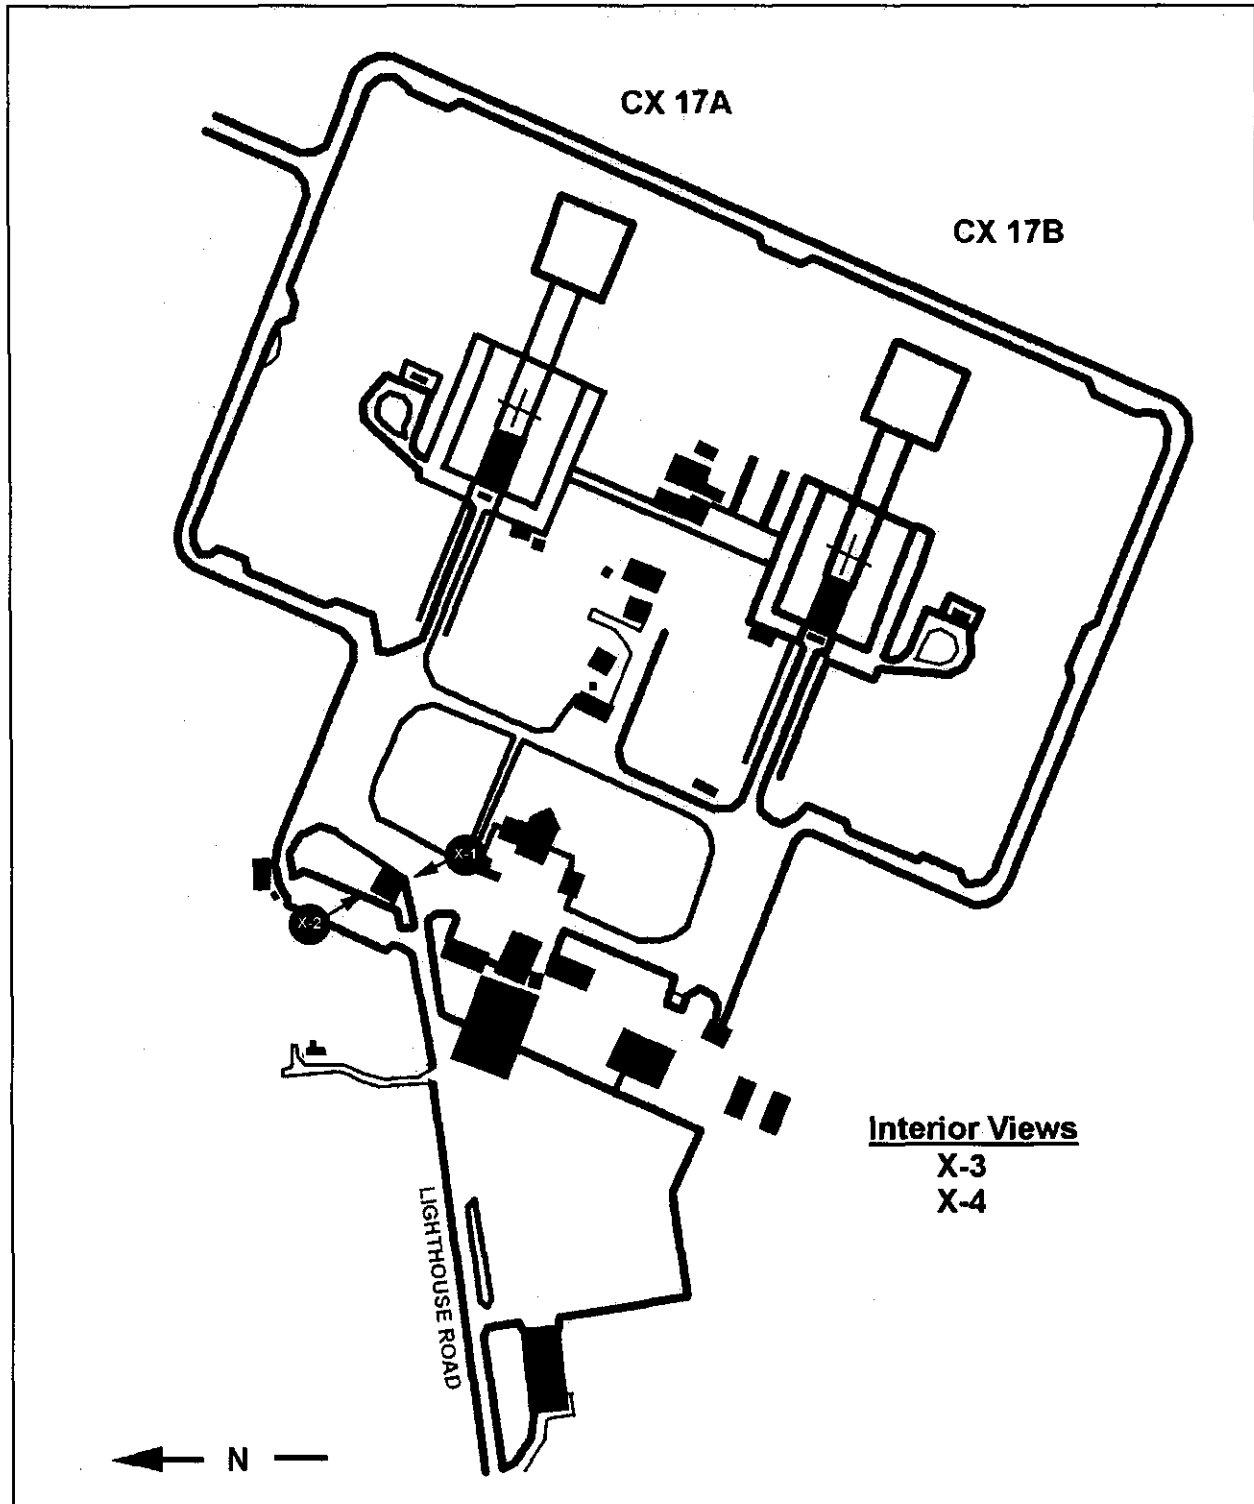 CX 17A
CX 17B
X-1
X-2
Interior Views
X-3
X-4
LIGHTHOUSE ROAD
N